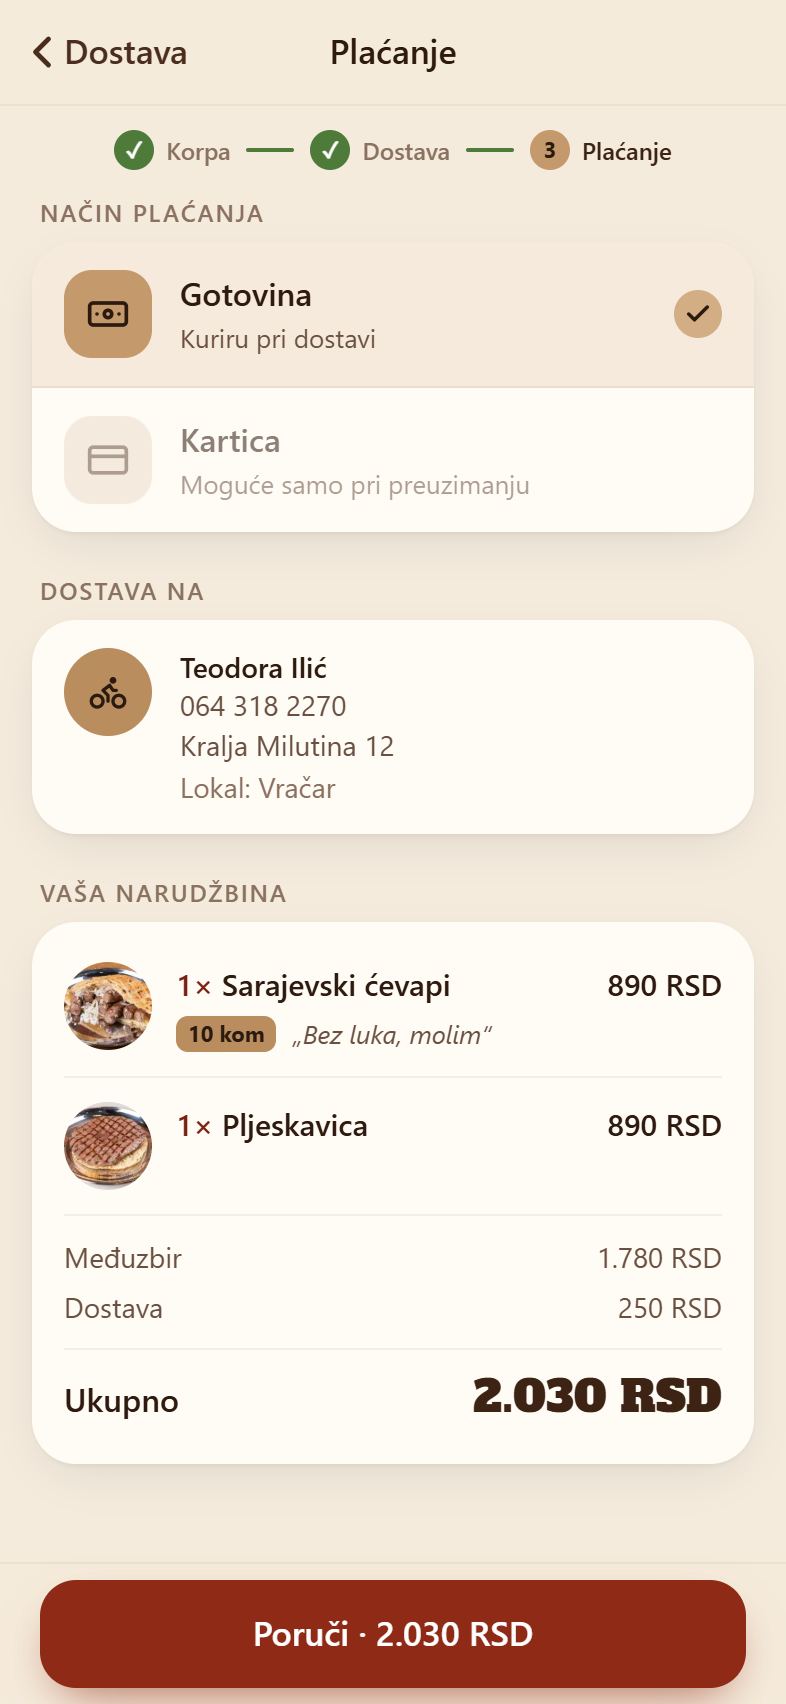 Dostava
Plaćanje
✓ Korpa ✓ Dostava 3 Plaćanje
NAČIN PLAĆANJA
Gotovina
Kuriru pri dostavi
Kartica
Moguće samo pri preuzimanju
DOSTAVA NA
Teodora Ilić
064 318 2270
Kralja Milutina 12
Lokal: Vračar
VAŠA NARUDŽBINA
1× Sarajevski ćevapi 890 RSD
10 kom „Bez luka, molim“
1× Pljeskavica 890 RSD
Međuzbir 1.780 RSD
Dostava 250 RSD
Ukupno 2.030 RSD
Poruči · 2.030 RSD